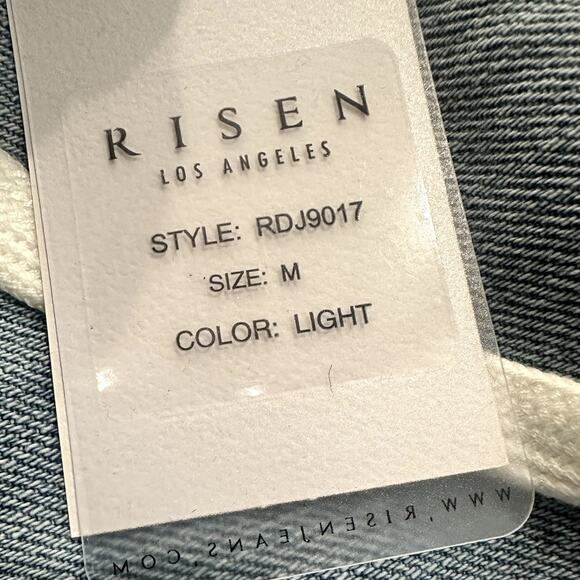 RISEN
LOS ANGELES
STYLE: RDJ9017
SIZE: M
COLOR: LIGHT
WWW.RISENJEANS.COM